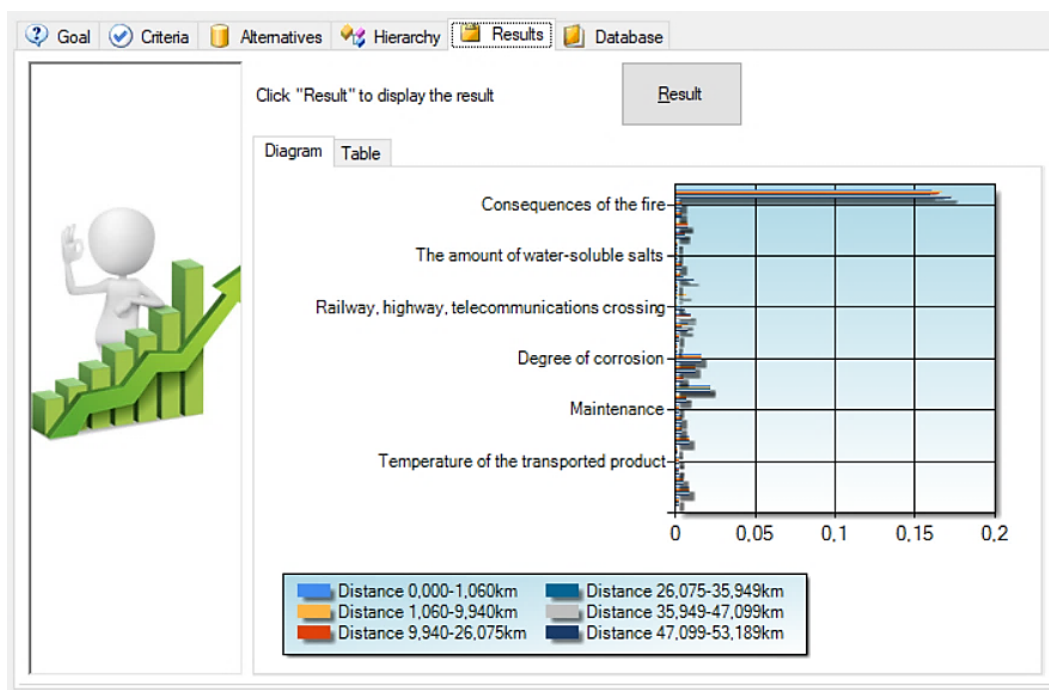 Goal Criteria Alternatives Hierarchy Results Database
Click "Result" to display the result Result
Diagram Table
Consequences of the fire
The amount of water-soluble salts
Railway, highway, telecommunications crossing
Degree of corrosion
Maintenance
Temperature of the transported product
0 0,05 0,1 0,15 0,2
Distance 0,000-1,060km Distance 26,075-35,949km
Distance 1,060-9,940km Distance 35,949-47,099km
Distance 9,940-26,075km Distance 47,099-53,189km